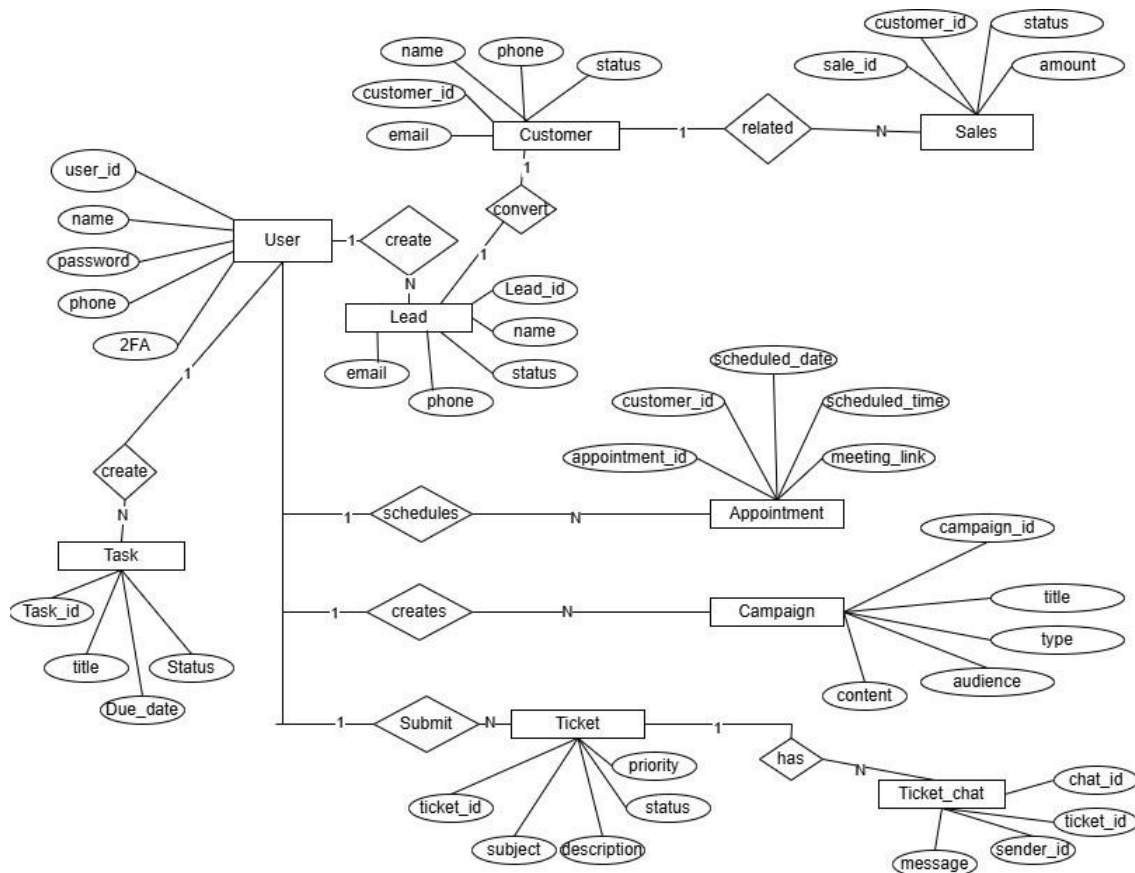 customer_id
status
name
phone
status
sale_id
amount
customer_id
email
Customer
1
related
N
Sales
1
user_id
name
password
phone
2FA
User
1
create
N
convert
1
Lead
Lead_id
name
status
email
phone
1
create
N
Task
Task_id
title
Due_date
Status
scheduled_date
customer_id
scheduled_time
appointment_id
meeting_link
1
schedules
N
Appointment
campaign_id
1
creates
N
Campaign
title
type
audience
content
1
Submit
N
Ticket
1
has
N
Ticket_chat
priority
ticket_id
status
subject
description
chat_id
ticket_id
sender_id
message